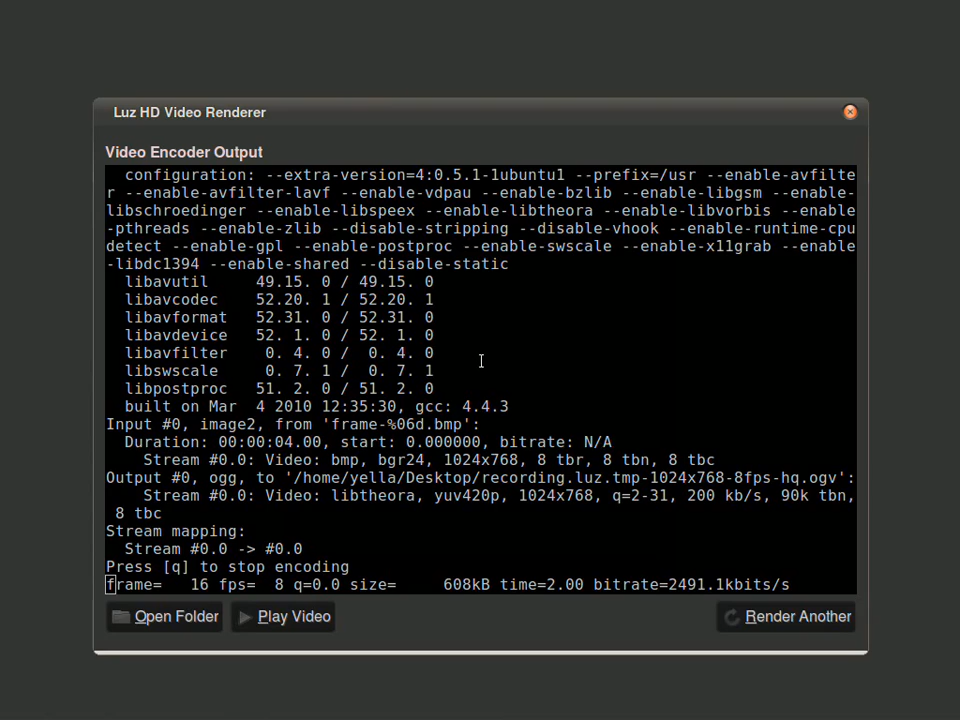 Luz HD Video Renderer
Video Encoder Output
configuration: --extra-version=4:0.5.1-1ubuntu1 --prefix=/usr --enable-avfilte
r --enable-avfilter-lavf --enable-vdpau --enable-bzlib --enable-libgsm --enable-
libschroedinger --enable-libspeex --enable-libtheora --enable-libvorbis --enable
-pthreads --enable-zlib --disable-stripping --disable-vhook --enable-runtime-cpu
detect --enable-gpl --enable-postproc --enable-swscale --enable-x11grab --enable
-libdc1394 --enable-shared --disable-static
libavutil 49.15. 0 / 49.15. 0
libavcodec 52.20. 1 / 52.20. 1
libavformat 52.31. 0 / 52.31. 0
libavdevice 52. 1. 0 / 52. 1. 0
libavfilter 0. 4. 0 / 0. 4. 0
libswscale 0. 7. 1 / 0. 7. 1
libpostproc 51. 2. 0 / 51. 2. 0
built on Mar 4 2010 12:35:30, gcc: 4.4.3
Input #0, image2, from 'frame-%06d.bmp':
Duration: 00:00:04.00, start: 0.000000, bitrate: N/A
Stream #0.0: Video: bmp, bgr24, 1024x768, 8 tbr, 8 tbn, 8 tbc
Output #0, ogg, to '/home/yella/Desktop/recording.luz.tmp-1024x768-8fps-hq.ogv':
Stream #0.0: Video: libtheora, yuv420p, 1024x768, q=2-31, 200 kb/s, 90k tbn,
8 tbc
Stream mapping:
Stream #0.0 -> #0.0
Press [q] to stop encoding
frame= 16 fps= 8 q=0.0 size= 608kB time=2.00 bitrate=2491.1kbits/s
Open Folder Play Video Render Another